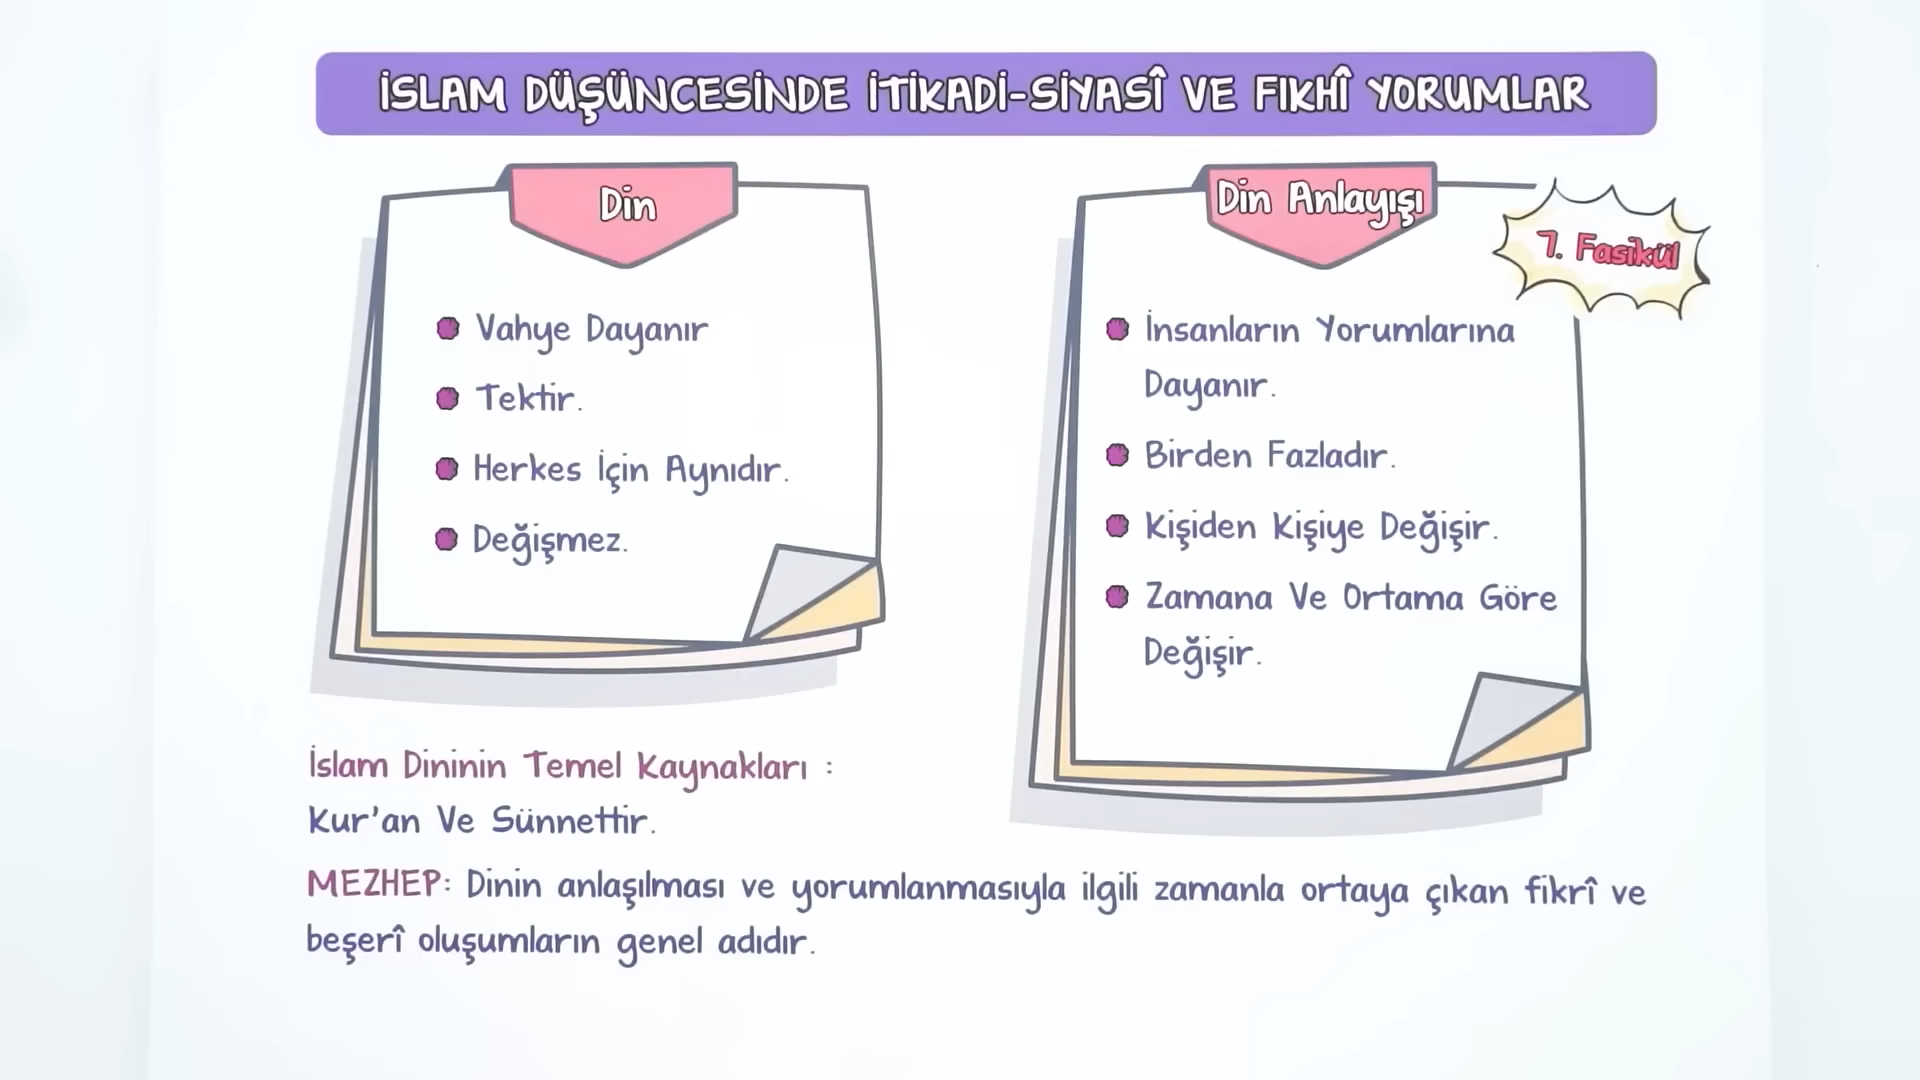 İSLAM DÜŞÜNCESİNDE İTİKADİ-SİYASÎ VE FIKHÎ YORUMLAR
Din
Vahye Dayanır
Tektir.
Herkes İçin Aynıdır.
Değişmez.
Din Anlayışı
7. Fasikül
İnsanların Yorumlarına
Dayanır.
Birden Fazladır.
Kişiden Kişiye Değişir.
Zamana Ve Ortama Göre
Değişir.
İslam Dininin Temel Kaynakları :
Kur'an Ve Sünnettir.
MEZHEP: Dinin anlaşılması ve yorumlanmasıyla ilgili zamanla ortaya çıkan fikrî ve
beşerî oluşumların genel adıdır.